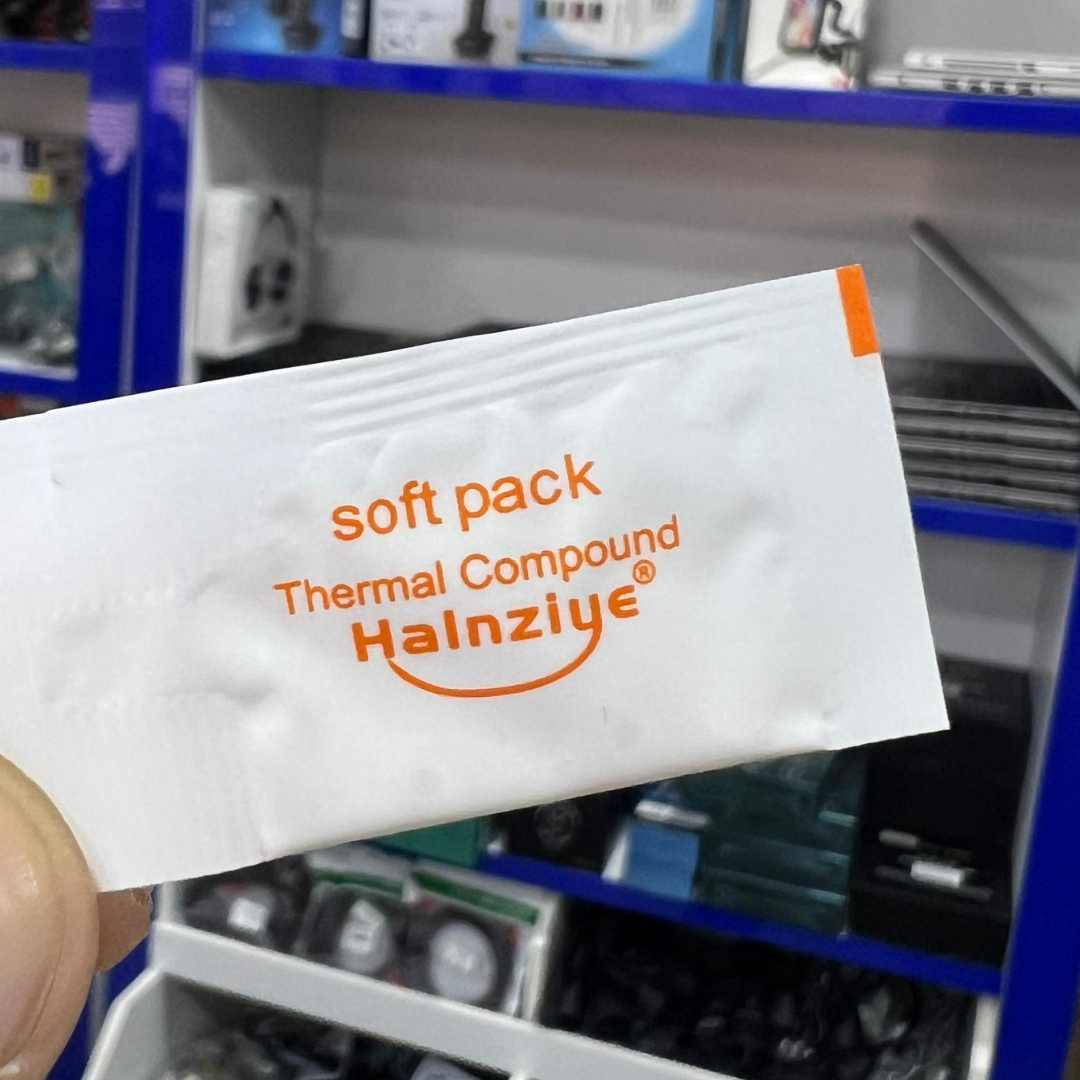 soft pack
Thermal Compound
Halnziye®